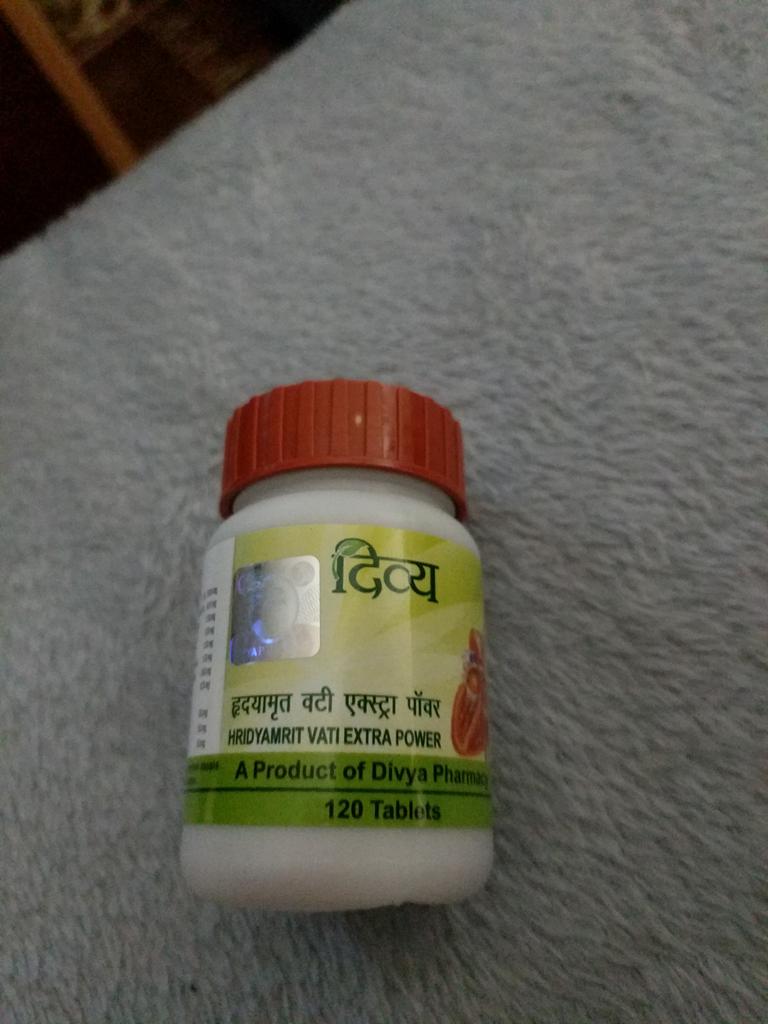 दिव्य
हृदयामृत वटी एक्स्ट्रा पॉवर
HRIDYAMRIT VATI EXTRA POWER
A Product of Divya Pharmacy
120 Tablets